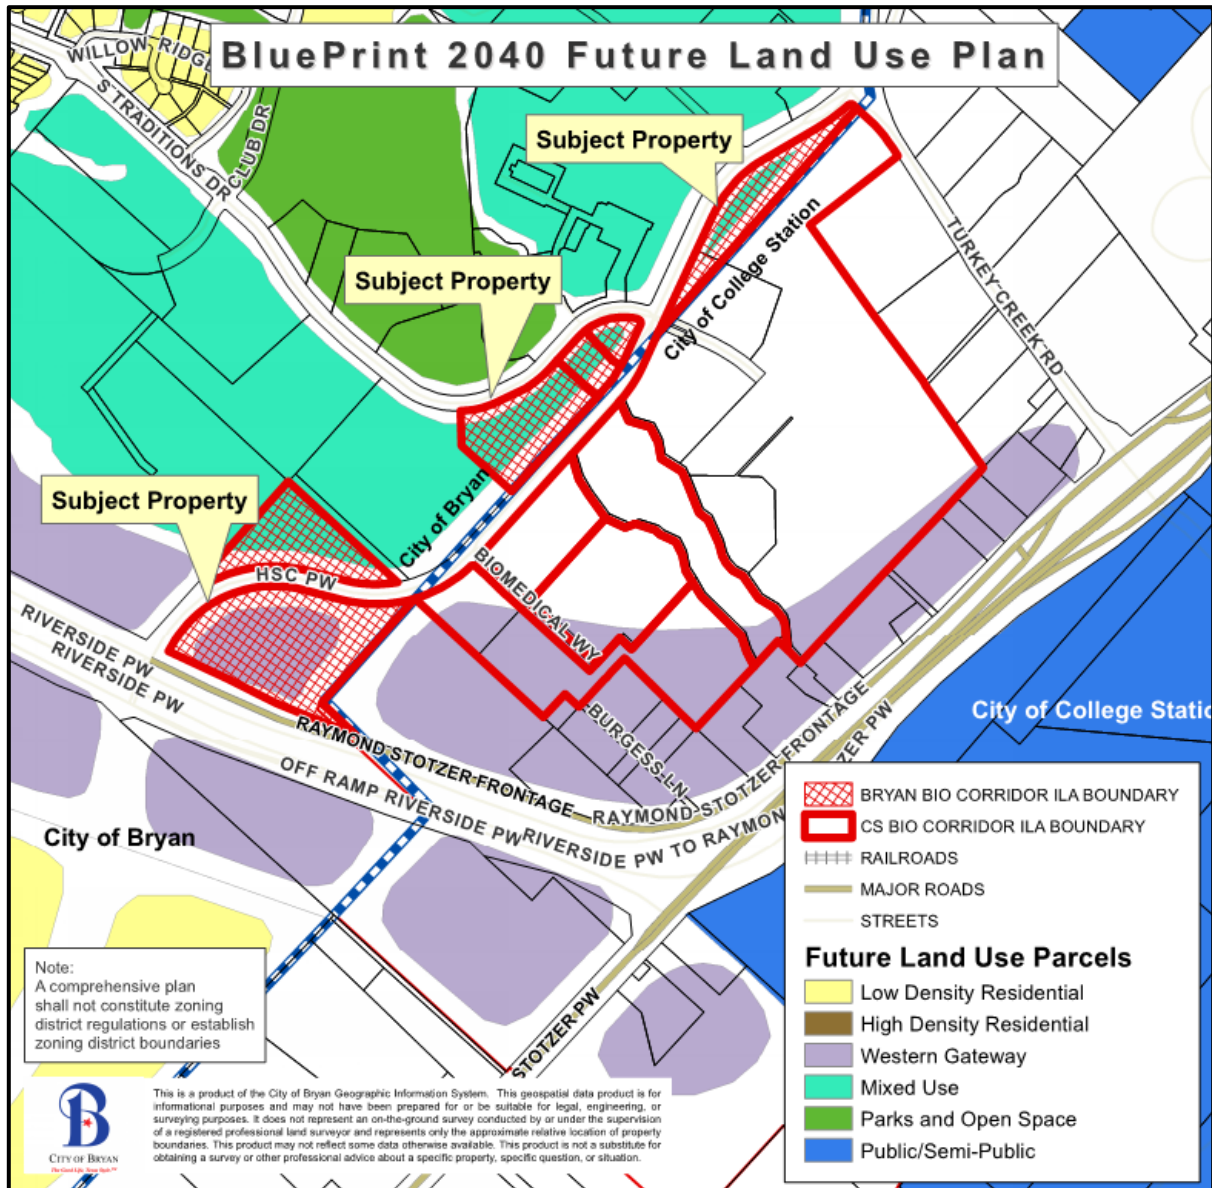 BluePrint 2040 Future Land Use Plan
WILLOW RIDGE
S TRADITIONS DR
CLUB DR
Subject Property
City of College Station
TURKEY CREEK RD
Subject Property
City of Bryan
Subject Property
HSC PW
BIOMEDICAL WY
RIVERSIDE PW
RIVERSIDE PW
RAYMOND STOTZER FRONTAGE
OFF RAMP RIVERSIDE PW
BURGESS LN
RAYMOND STOTZER FRONTAGE
RIVERSIDE PW TO RAYMON
ZER PW
City of College Static
City of Bryan
STOTZER PW
BRYAN BIO CORRIDOR ILA BOUNDARY
CS BIO CORRIDOR ILA BOUNDARY
RAILROADS
MAJOR ROADS
STREETS
Future Land Use Parcels
Low Density Residential
High Density Residential
Western Gateway
Mixed Use
Parks and Open Space
Public/Semi-Public
Note:
A comprehensive plan
shall not constitute zoning
district regulations or establish
zoning district boundaries
B
CITY OF BRYAN
The Good Life, Texas Style.™
This is a product of the City of Bryan Geographic Information System. This geospatial data product is for
informational purposes and may not have been prepared for or be suitable for legal, engineering, or
surveying purposes. It does not represent an on-the-ground survey conducted by or under the supervision
of a registered professional land surveyor and represents only the approximate relative location of property
boundaries. This product may not reflect some data otherwise available. This product is not a substitute for
obtaining a survey or other professional advice about a specific property, specific question, or situation.